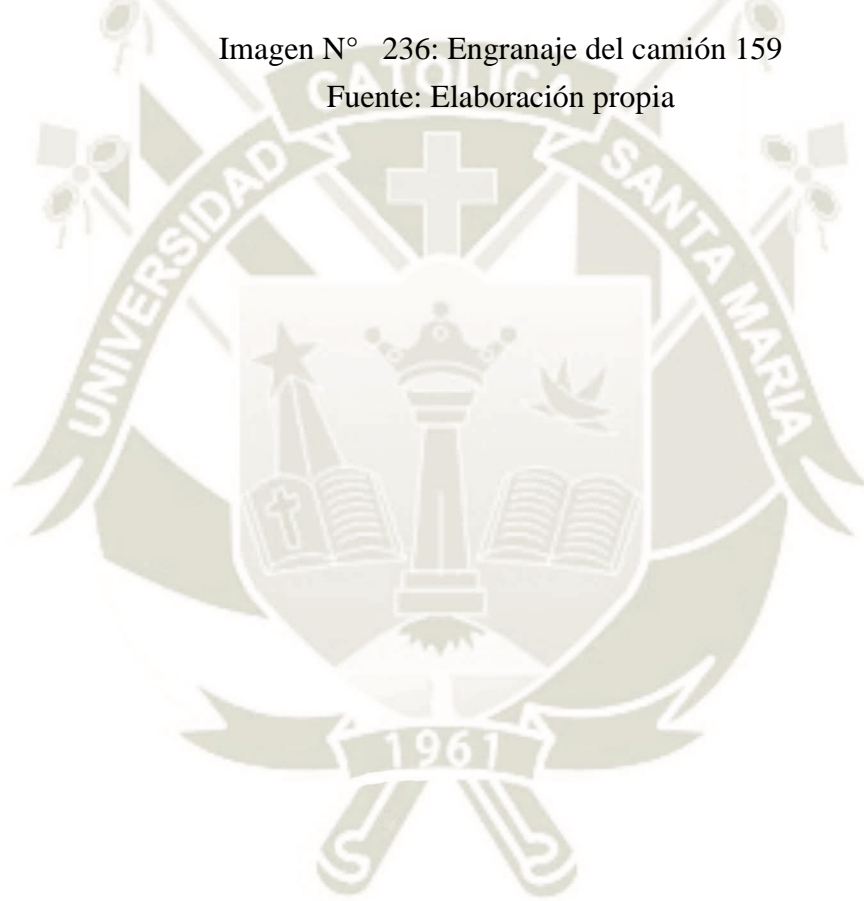 Imagen N° 236: Engranaje del camión 159
Fuente: Elaboración propia
UNIVERSIDAD
CATOLICA
SANTA MARIA
1961